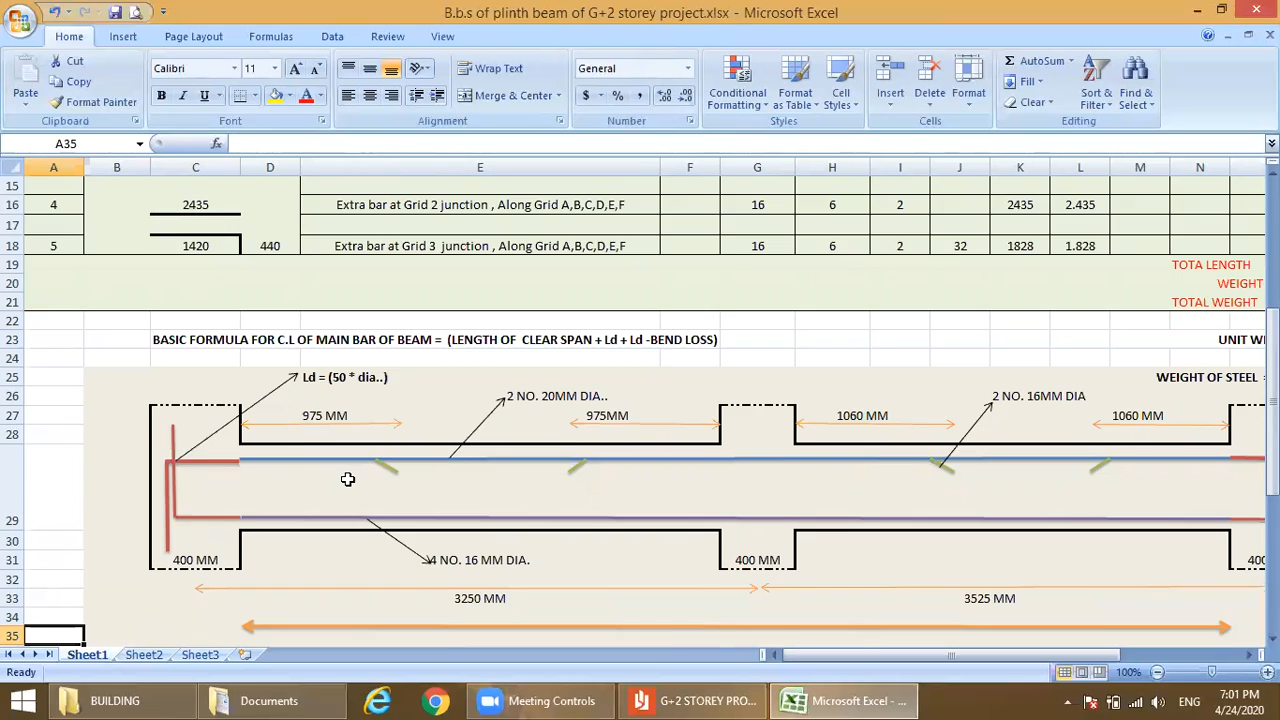 B.b.s of plinth beam of G+2 storey project.xlsx - Microsoft Excel
Home Insert Page Layout Formulas Data Review View
Paste Cut Copy Format Painter Calibri 11 Wrap Text Merge & Center General Conditional Formatting Format as Table Cell Styles Insert Delete Format AutoSum Fill Clear Sort & Filter Find & Select
Clipboard Font Alignment Number Styles Cells Editing
A35 fx
A B C D E F G H I J K L M N
15
16 4 2435 Extra bar at Grid 2 junction , Along Grid A,B,C,D,E,F 16 6 2 2435 2.435
17
18 5 1420 440 Extra bar at Grid 3 junction , Along Grid A,B,C,D,E,F 16 6 2 32 1828 1.828
19 TOTA LENGTH
20 WEIGHT
21 TOTAL WEIGHT
22
23 BASIC FORMULA FOR C.L OF MAIN BAR OF BEAM = (LENGTH OF CLEAR SPAN + Ld + Ld -BEND LOSS) UNIT WE
24
25 Ld = (50 * dia..) WEIGHT OF STEEL =
26 2 NO. 20MM DIA.. 2 NO. 16MM DIA
27 975 MM 975MM 1060 MM 1060 MM
28
29
30
31 400 MM 4 NO. 16 MM DIA. 400 MM 400
32
33 3250 MM 3525 MM
34
35
Sheet1 Sheet2 Sheet3
Ready 100%
BUILDING Documents Meeting Controls G+2 STOREY PRO... Microsoft Excel - ... ENG 7:01 PM
4/24/2020